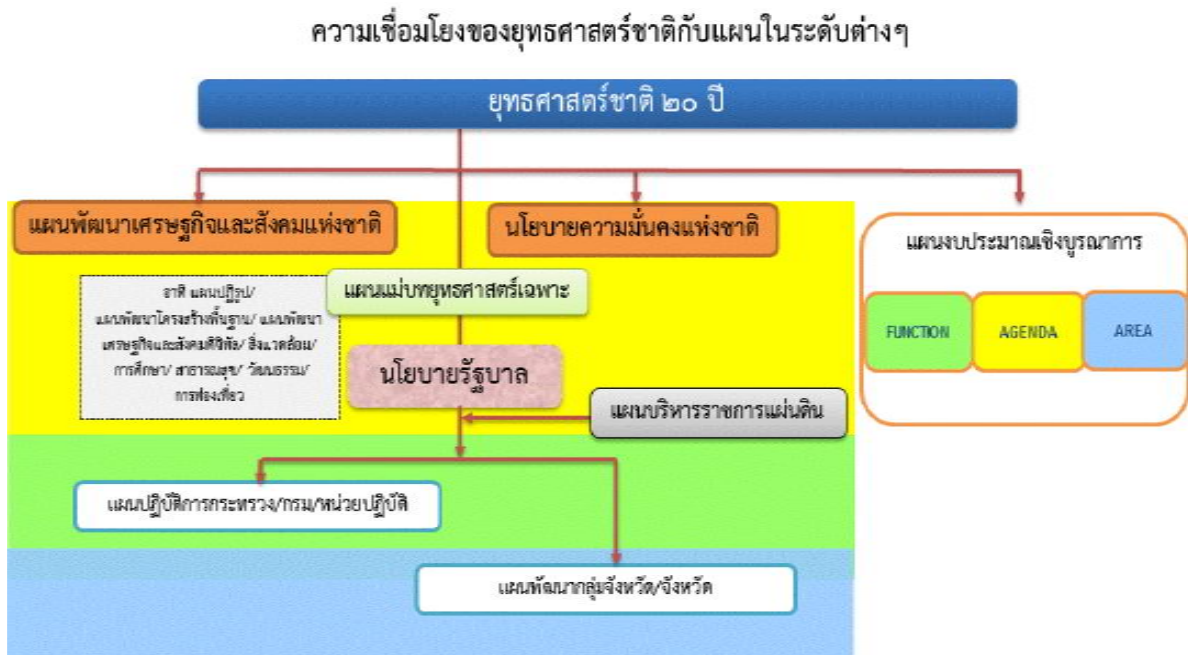 ความเชื่อมโยงของยุทธศาสตร์ชาติกับแผนในระดับต่างๆ
ยุทธศาสตร์ชาติ ๒๐ ปี
แผนพัฒนาเศรษฐกิจและสังคมแห่งชาติ
นโยบายความมั่นคงแห่งชาติ
แผนงบประมาณเชิงบูรณาการ
FUNCTION
AGENDA
AREA
แผนแม่บทยุทธศาสตร์เฉพาะ
อาทิ แผนปฏิรูป/
แผนพัฒนาโครงสร้างพื้นฐาน/ แผนพัฒนา
เศรษฐกิจและสังคมดิจิทัล/ สิ่งแวดล้อม/
การศึกษา/ สาธารณสุข/ วัฒนธรรม/
การท่องเที่ยว
นโยบายรัฐบาล
แผนบริหารราชการแผ่นดิน
แผนปฏิบัติการกระทรวง/กรม/หน่วยปฏิบัติ
แผนพัฒนากลุ่มจังหวัด/จังหวัด